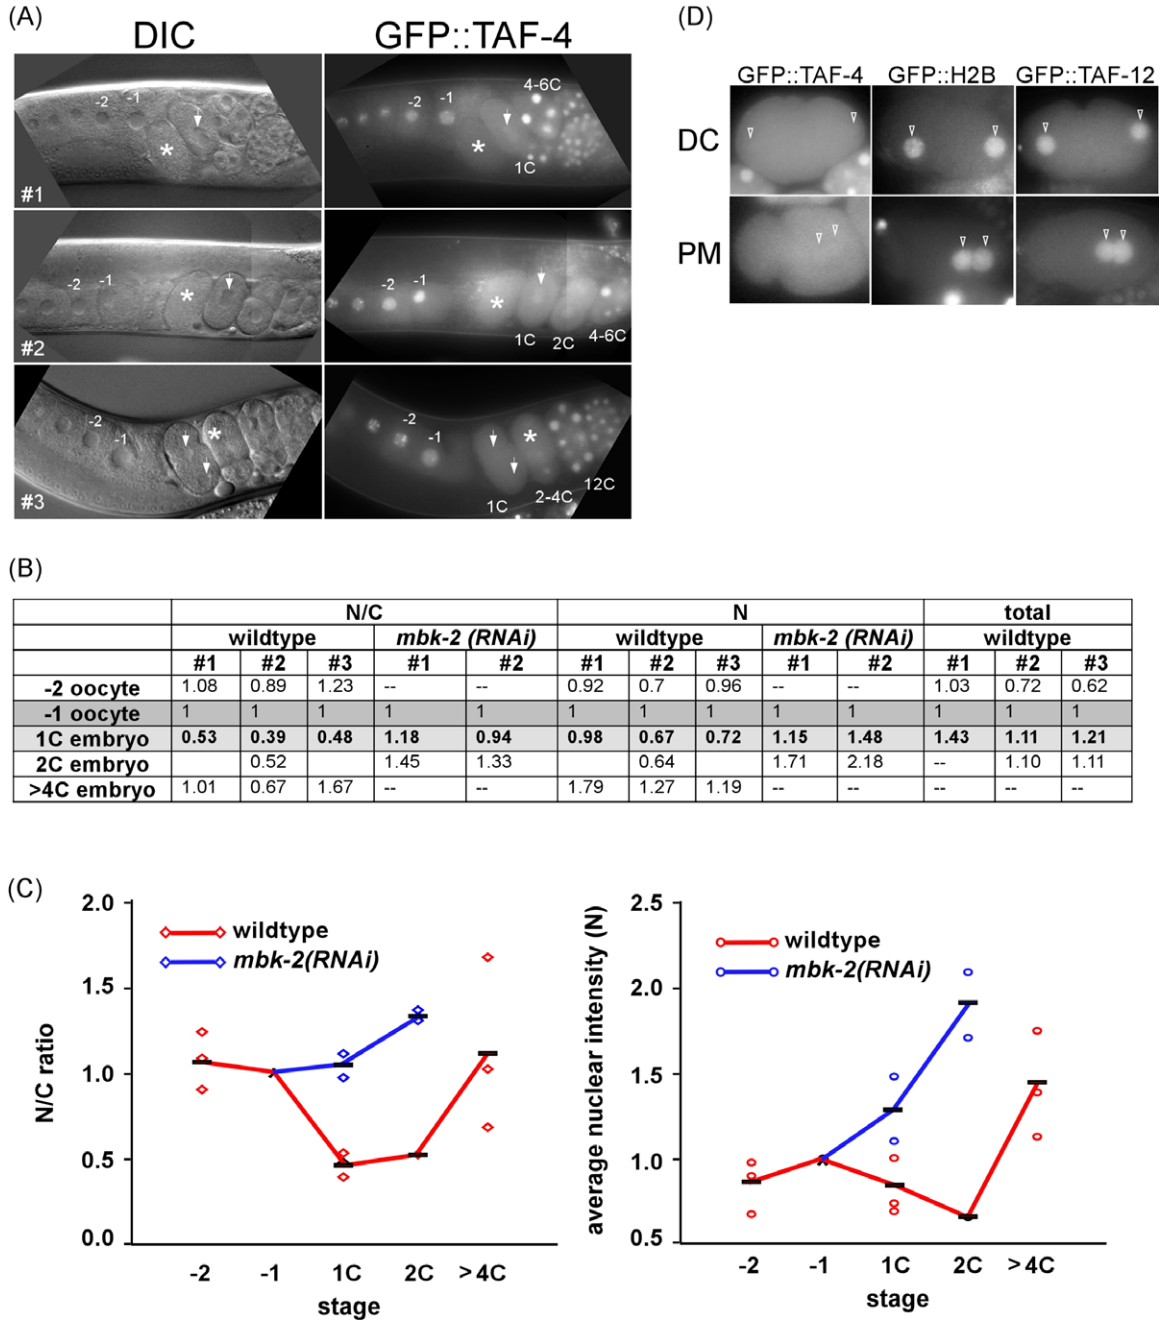 (A)
DIC
GFP::TAF-4
-2
-1
*
#1
-2
-1
4-6C
*
1C
-2
-1
*
#2
-2
-1
*
1C
2C
4-6C
-2
-1
*
#3
-2
-1
*
1C
2-4C
12C
(D)
GFP::TAF-4 GFP::H2B GFP::TAF-12
DC
PM
(B)
N/C N total
wildtype mbk-2 (RNAi) wildtype mbk-2 (RNAi) wildtype
#1 #2 #3 #1 #2 #1 #2 #3 #1 #2 #1 #2 #3
-2 oocyte 1.08 0.89 1.23 -- -- 0.92 0.7 0.96 -- -- 1.03 0.72 0.62
-1 oocyte 1 1 1 1 1 1 1 1 1 1 1 1 1
1C embryo 0.53 0.39 0.48 1.18 0.94 0.98 0.67 0.72 1.15 1.48 1.43 1.11 1.21
2C embryo 0.52 1.45 1.33 0.64 1.71 2.18 -- 1.10 1.11
>4C embryo 1.01 0.67 1.67 -- -- 1.79 1.27 1.19 -- -- -- -- --
(C)
N/C ratio
2.0
1.5
1.0
0.5
0.0
wildtype
mbk-2(RNAi)
-2 -1 1C 2C >4C
stage
average nuclear intensity (N)
2.5
2.0
1.5
1.0
0.5
wildtype
mbk-2(RNAi)
-2 -1 1C 2C >4C
stage